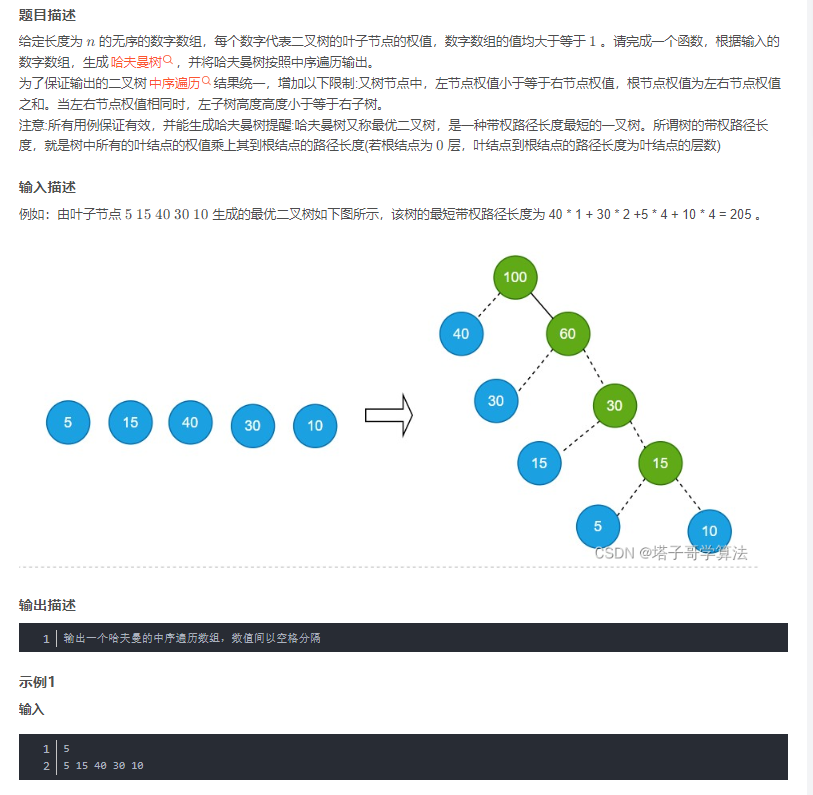 题目描述
给定长度为 n 的无序的数字数组，每个数字代表二叉树的叶子节点的权值，数字数组的值均大于等于 1 。请完成一个函数，根据输入的
数字数组，生成哈夫曼树，并将哈夫曼树按照中序遍历输出。
为了保证输出的二叉树中序遍历结果统一，增加以下限制:又树节点中，左节点权值小于等于右节点权值，根节点权值为左右节点权值
之和。当左右节点权值相同时，左子树高度高度小于等于右子树。
注意:所有用例保证有效，并能生成哈夫曼树提醒:哈夫曼树又称最优二叉树，是一种带权路径长度最短的一叉树。所谓树的带权路径长
度，就是树中所有的叶结点的权值乘上其到根结点的路径长度(若根结点为 0 层，叶结点到根结点的路径长度为叶结点的层数)
输入描述
例如：由叶子节点 5 15 40 30 10 生成的最优二叉树如下图所示，该树的最短带权路径长度为 40 * 1 + 30 * 2 +5 * 4 + 10 * 4 = 205 。
100
40 60
30 30
5 15 40 30 10
15 15
5 10
CSDN @塔子哥学算法
输出描述
1 输出一个哈夫曼的中序遍历数组，数值间以空格分隔
示例1
输入
1 5
2 5 15 40 30 10